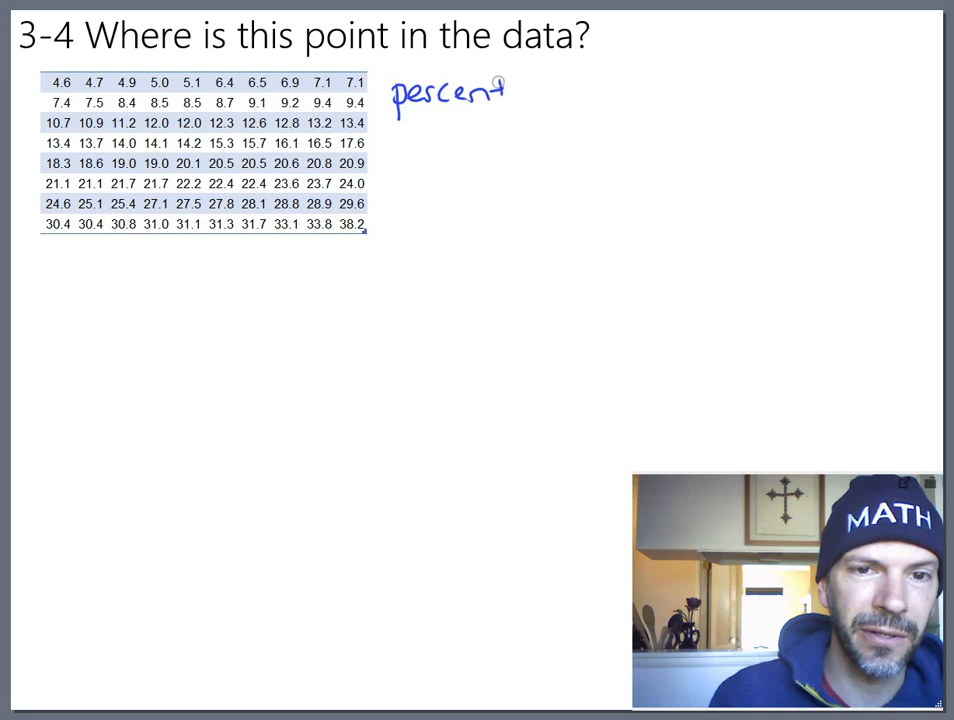 3-4 Where is this point in the data?
4.6 4.7 4.9 5.0 5.1 6.4 6.5 6.9 7.1 7.1
percent
7.4 7.5 8.4 8.5 8.5 8.7 9.1 9.2 9.4 9.4
10.7 10.9 11.2 12.0 12.0 12.3 12.6 12.8 13.2 13.4
13.4 13.7 14.0 14.1 14.2 15.3 15.7 16.1 16.5 17.6
18.3 18.6 19.0 19.0 20.1 20.5 20.5 20.6 20.8 20.9
21.1 21.1 21.7 21.7 22.2 22.4 22.4 23.6 23.7 24.0
24.6 25.1 25.4 27.1 27.5 27.8 28.1 28.8 28.9 29.6
30.4 30.4 30.8 31.0 31.1 31.3 31.7 33.1 33.8 38.2
MATH